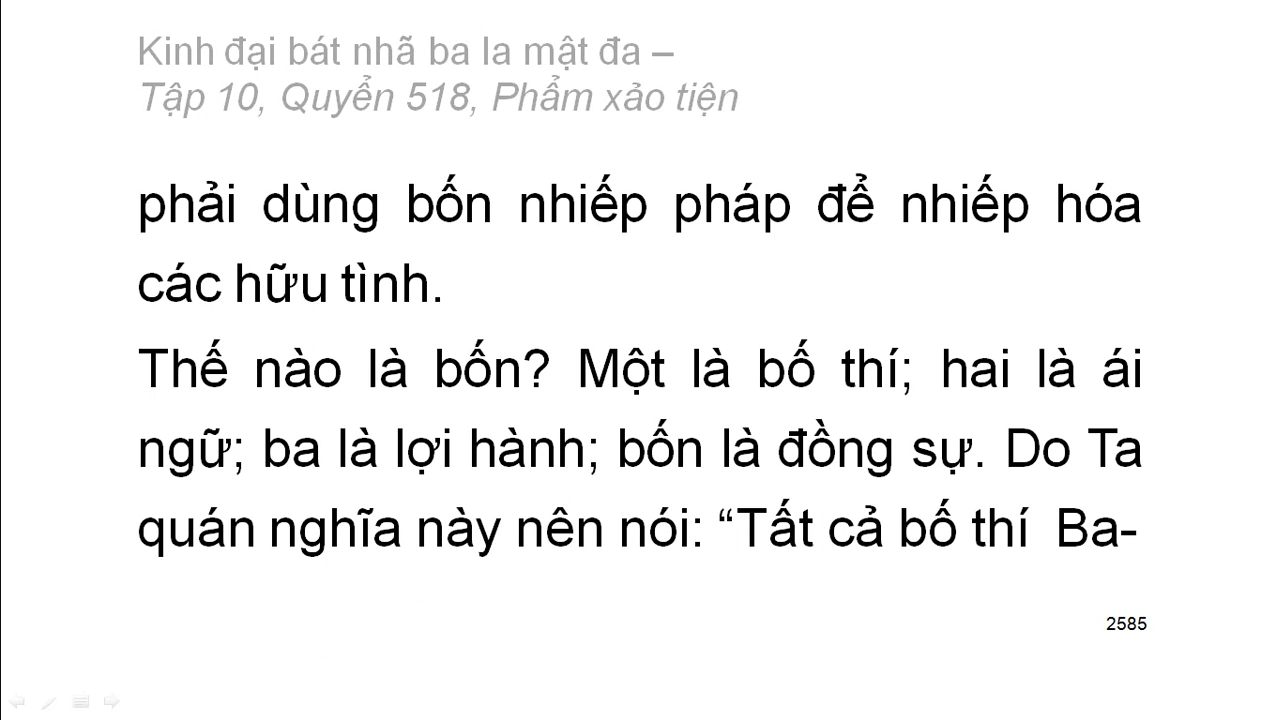 Kinh đại bát nhã ba la mật đa –
Tập 10, Quyển 518, Phẩm xảo tiện
phải dùng bốn nhiếp pháp để nhiếp hóa
các hữu tình.
Thế nào là bốn? Một là bố thí; hai là ái
ngữ; ba là lợi hành; bốn là đồng sự. Do Ta
quán nghĩa này nên nói: “Tất cả bố thí Ba-
2585